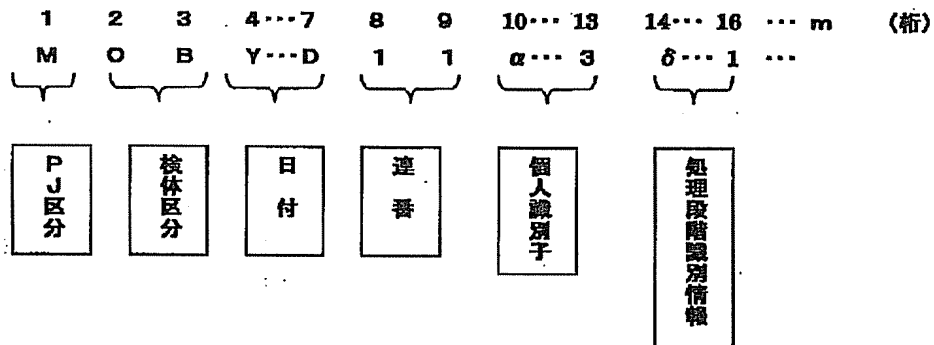 1 2 3 4…7 8 9 10… 13 14… 16 … m (桁)
M O B Y…D 1 1 α… 3 δ… 1 …
PJ区分
検体区分
日付
連番
個人識別子
処理段階識別情報